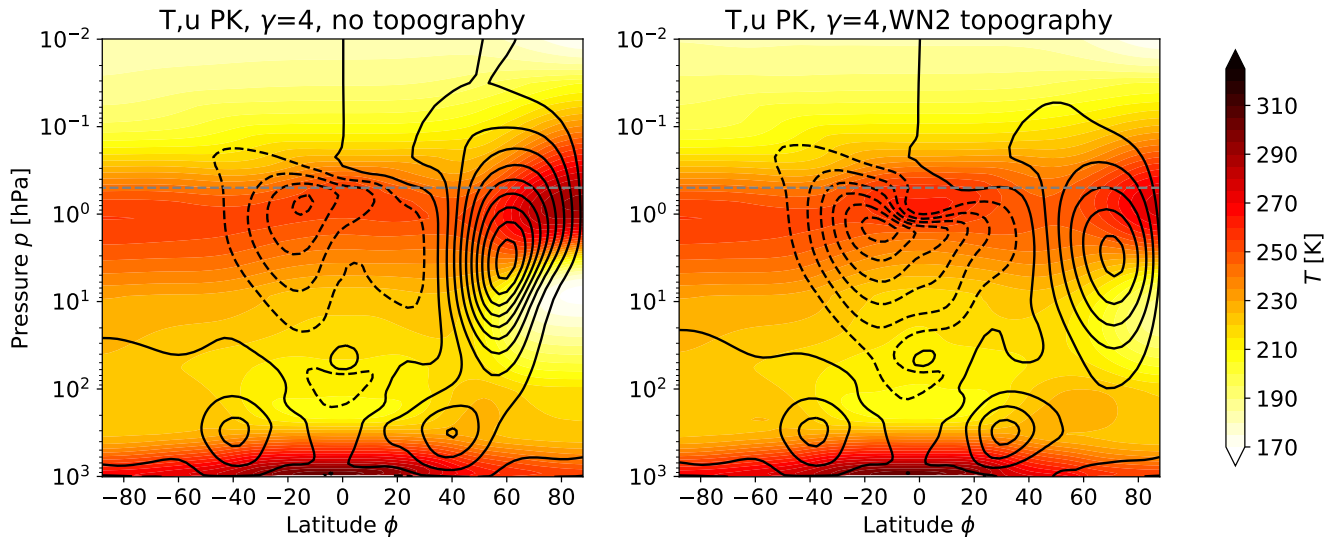 T,u PK, γ=4, no topography
T,u PK, γ=4,WN2 topography
Pressure p [hPa]
10⁻²
10⁻¹
10⁰
10¹
10²
10³
−80 −60 −40 −20 0 20 40 60 80
Latitude ϕ
−80 −60 −40 −20 0 20 40 60 80
Latitude ϕ
10⁻²
10⁻¹
10⁰
10¹
10²
10³
310
290
270
250
230
210
190
170
T [K]